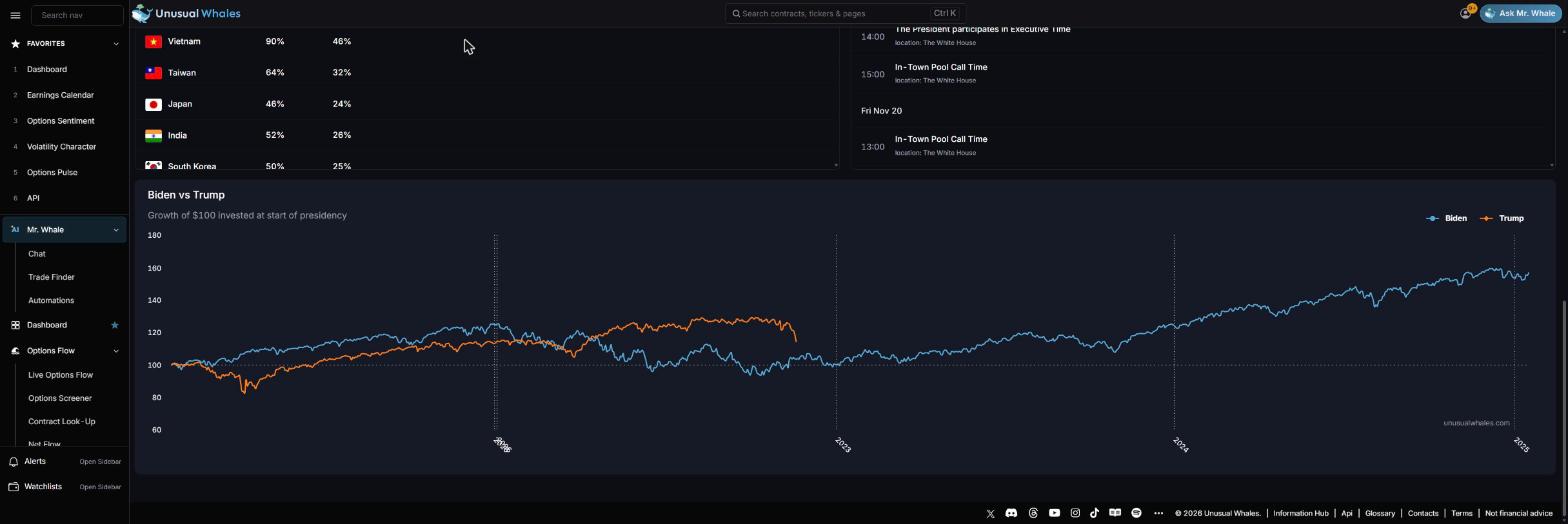 Search nav
Unusual Whales
Search contracts, tickers & pages
Ctrl K
9+
Ask Mr. Whale
FAVORITES
1 Dashboard
2 Earnings Calendar
3 Options Sentiment
4 Volatility Character
5 Options Pulse
6 API
AI Mr. Whale
Chat
Trade Finder
Automations
Dashboard
Options Flow
Live Options Flow
Options Screener
Contract Look-Up
Net Flow
Alerts Open Sidebar
Watchlists Open Sidebar
Vietnam 90% 46%
Taiwan 64% 32%
Japan 46% 24%
India 52% 26%
South Korea 50% 25%
14:00 The President participates in Executive Time
location: The White House
15:00 In-Town Pool Call Time
location: The White House
Fri Nov 20
13:00 In-Town Pool Call Time
location: The White House
Biden vs Trump
Growth of $100 invested at start of presidency
Biden Trump
180
160
140
120
100
80
60
2023
2024
2025
unusualwhales.com
© 2026 Unusual Whales. | Information Hub | Api | Glossary | Contacts | Terms | Not financial advice